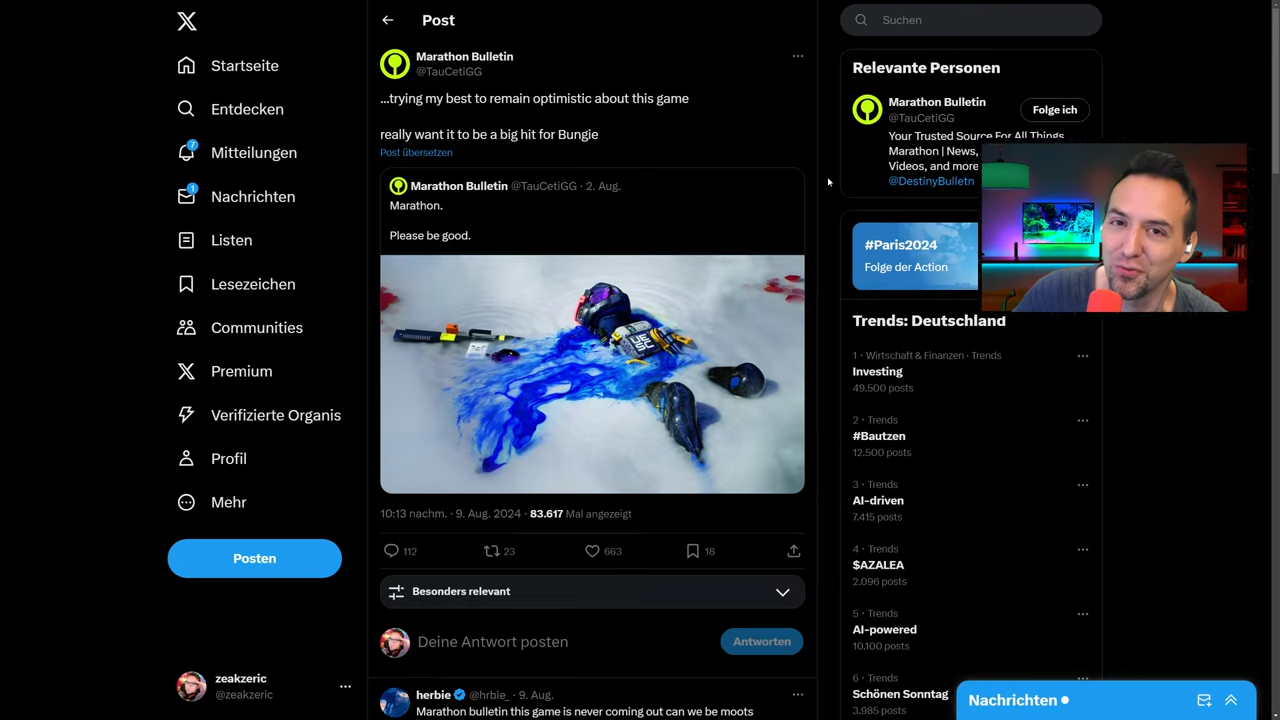 Startseite
Entdecken
7
Mitteilungen
1
Nachrichten
Listen
Lesezeichen
Communities
Premium
Verifizierte Organis
Profil
Mehr
Posten
zeakzeric
@zeakzeric
Post
Marathon Bulletin
@TauCetiGG
...trying my best to remain optimistic about this game
really want it to be a big hit for Bungie
Post übersetzen
Marathon Bulletin @TauCetiGG · 2. Aug.
Marathon.
Please be good.
10:13 nachm. · 9. Aug. 2024 · 83.617 Mal angezeigt
112 23 663 18
Besonders relevant
Deine Antwort posten
Antworten
herbie @hrbie_ · 9. Aug.
Marathon bulletin this game is never coming out can we be moots
Suchen
Relevante Personen
Marathon Bulletin
@TauCetiGG
Folge ich
Your Trusted Source For All Things
Marathon | News,
Videos, and more
@DestinyBulletn
#Paris2024
Folge der Action
Trends: Deutschland
1 · Wirtschaft & Finanzen · Trends
Investing
49.500 posts
2 · Trends
#Bautzen
12.500 posts
3 · Trends
AI-driven
7.415 posts
4 · Trends
$AZALEA
2.096 posts
5 · Trends
AI-powered
10.100 posts
6 · Trends
Schönen Sonntag
3.985 posts
Nachrichten